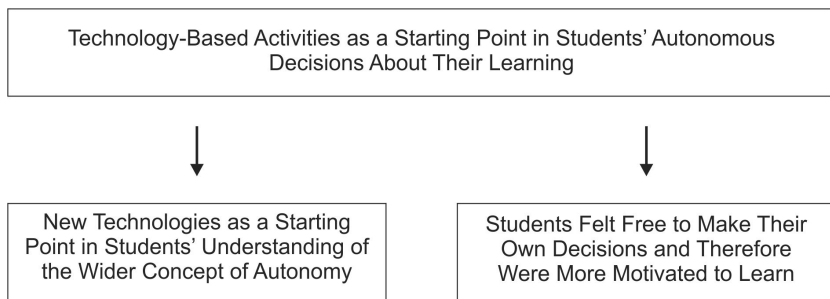 Technology-Based Activities as a Starting Point in Students’ Autonomous
Decisions About Their Learning
New Technologies as a Starting
Point in Students’ Understanding of
the Wider Concept of Autonomy
Students Felt Free to Make Their
Own Decisions and Therefore
Were More Motivated to Learn